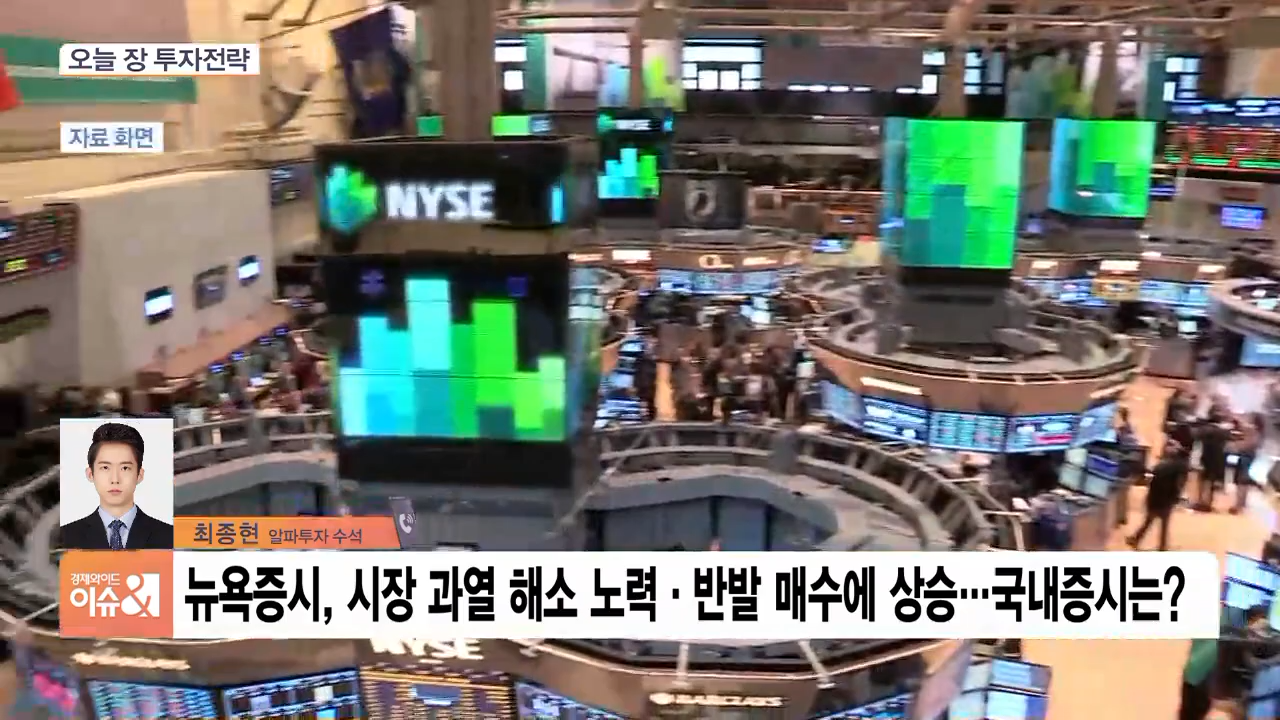 오늘 장 투자전략
자료 화면
NYSE
NYSE
최종현 알파투자 수석
경제와이드
이슈&
뉴욕증시, 시장 과열 해소 노력·반발 매수에 상승…국내증시는?
NYSE
BARCLAYS